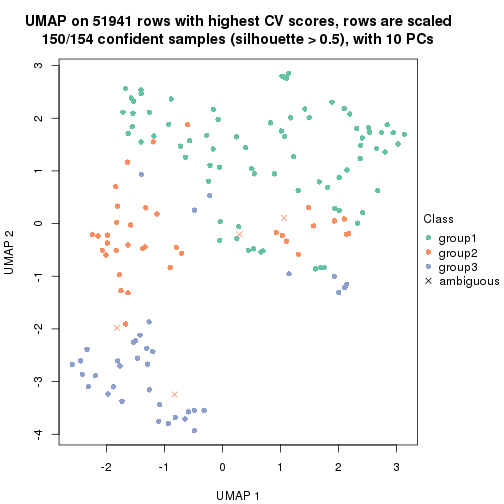 UMAP on 51941 rows with highest CV scores, rows are scaled
150/154 confident samples (silhouette > 0.5), with 10 PCs
3
2
1
0
-1
-2
-3
-4
UMAP 2
-2 -1 0 1 2 3
UMAP 1
Class
group1
group2
group3
ambiguous